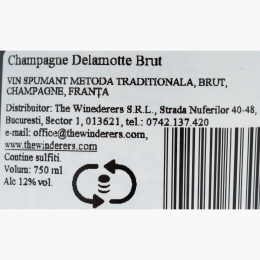 Champagne Delamotte Brut
VIN SPUMANT METODA TRADITIONALA, BRUT,
CHAMPAGNE, FRANȚA
Distribuitor: The Winederers S.R.L., Strada Nuferilor 40-48,
Bucuresti, Sector 1, 013621, tel.: 0742.137.420
e-mail: office@thewinderers.com,
www.thewinderers.com
Contine sulfiti.
Volum: 750 ml
Alc 12% vol.